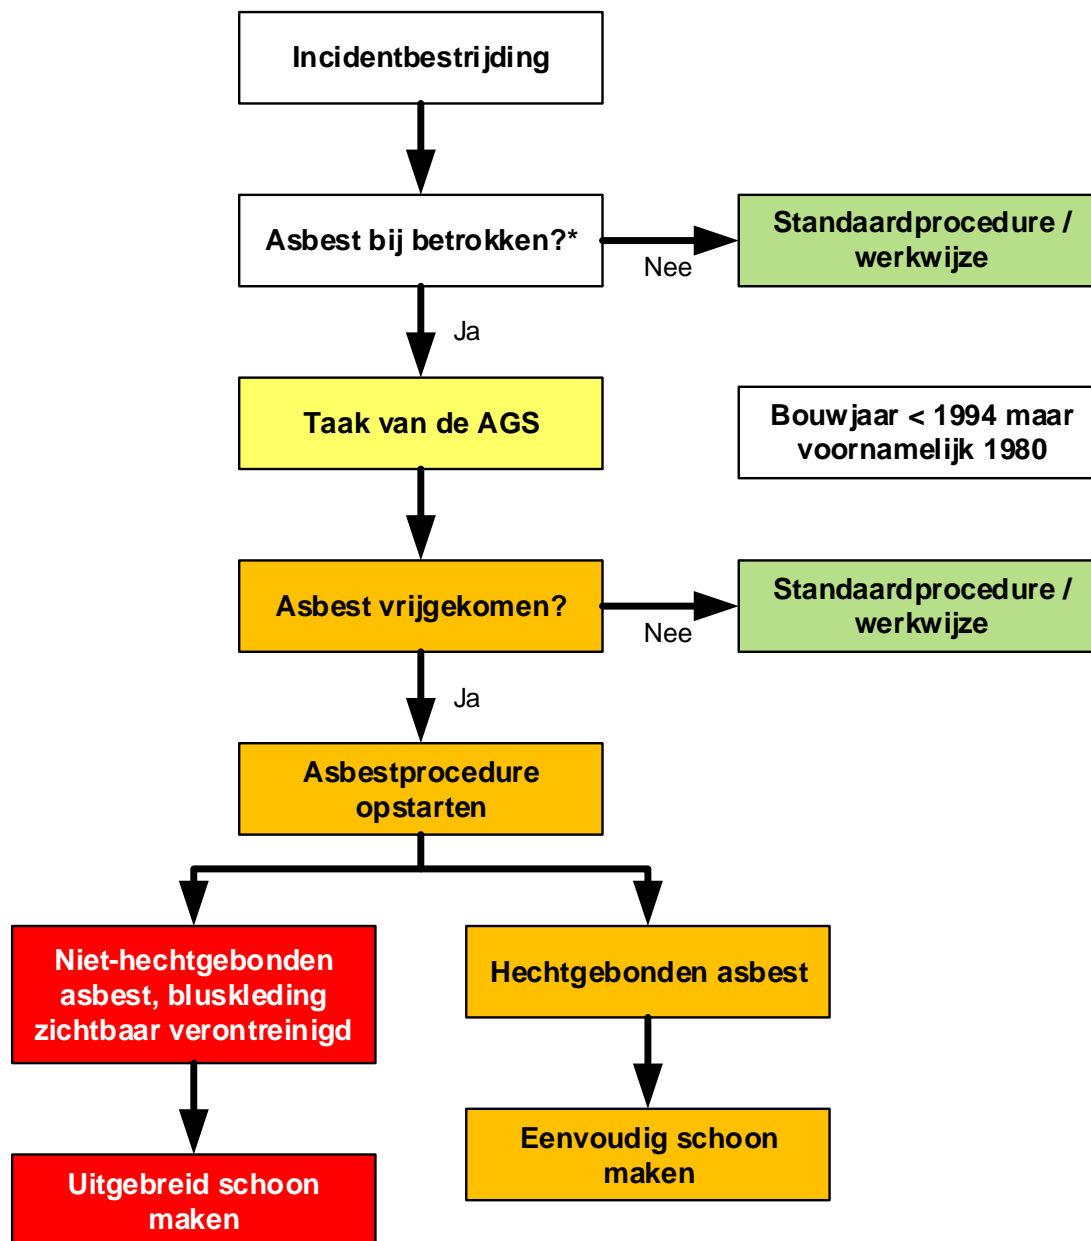 Incidentbestrijding
Asbest bij betrokken?*
Standaardprocedure /
werkwijze
Nee
Ja
Taak van de AGS
Bouwjaar < 1994 maar
voornamelijk 1980
Asbest vrijgekomen?
Standaardprocedure /
werkwijze
Nee
Ja
Asbestprocedure
opstarten
Niet-hechtgebonden
asbest, bluskleding
zichtbaar verontreinigd
Hechtgebonden asbest
Eenvoudig schoon
maken
Uitgebreid schoon
maken